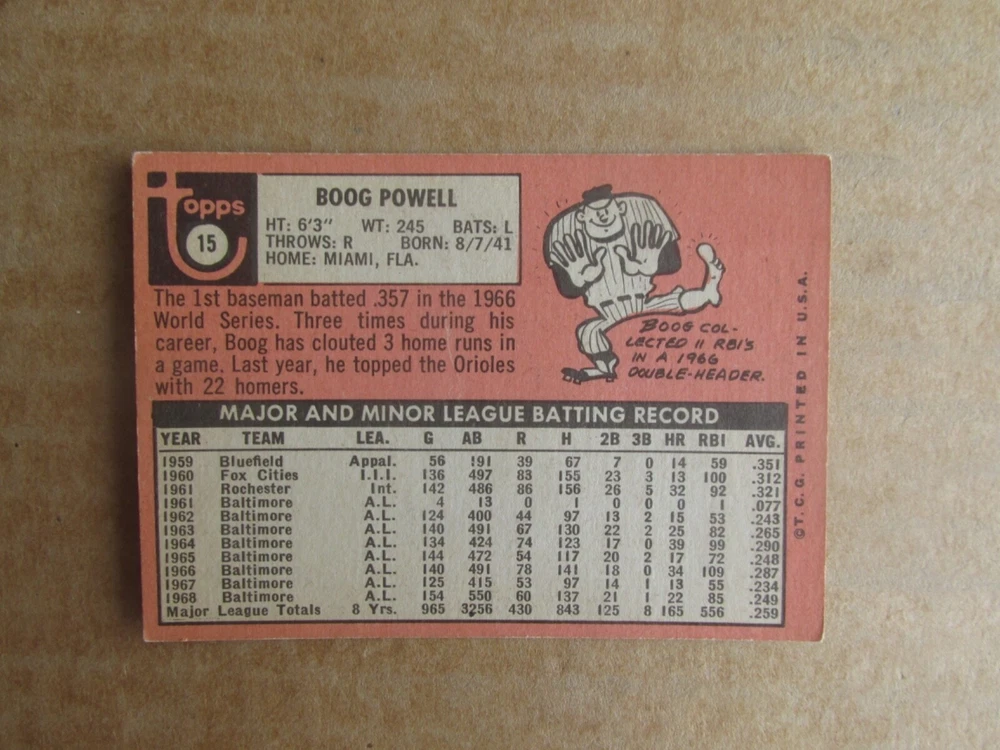 topps
15
BOOG POWELL
HT: 6'3" WT: 245 BATS: L
THROWS: R BORN: 8/7/41
HOME: MIAMI, FLA.
The 1st baseman batted .357 in the 1966
World Series. Three times during his
career, Boog has clouted 3 home runs in
a game. Last year, he topped the Orioles
with 22 homers.
BOOG COL-
LECTED 11 RBI'S
IN A 1966
DOUBLE-HEADER.
MAJOR AND MINOR LEAGUE BATTING RECORD
YEAR TEAM LEA. G AB R H 2B 3B HR RBI AVG.
1959 Bluefield Appal. 56 191 39 67 7 0 14 59 .351
1960 Fox Cities I.I.I. 136 497 83 155 23 3 13 100 .312
1961 Rochester Int. 142 486 86 156 26 5 32 92 .321
1961 Baltimore A.L. 4 13 0 1 0 0 0 1 .077
1962 Baltimore A.L. 124 400 44 97 13 2 15 53 .243
1963 Baltimore A.L. 140 491 67 130 22 2 25 82 .265
1964 Baltimore A.L. 134 424 74 123 17 0 39 99 .290
1965 Baltimore A.L. 144 472 54 117 20 2 17 72 .248
1966 Baltimore A.L. 140 491 78 141 18 0 34 109 .287
1967 Baltimore A.L. 125 415 53 97 14 1 13 55 .234
1968 Baltimore A.L. 154 550 60 137 21 1 22 85 .249
Major League Totals 8 Yrs. 965 3256 430 843 125 8 165 556 .259
©T.C.G. PRINTED IN U.S.A.